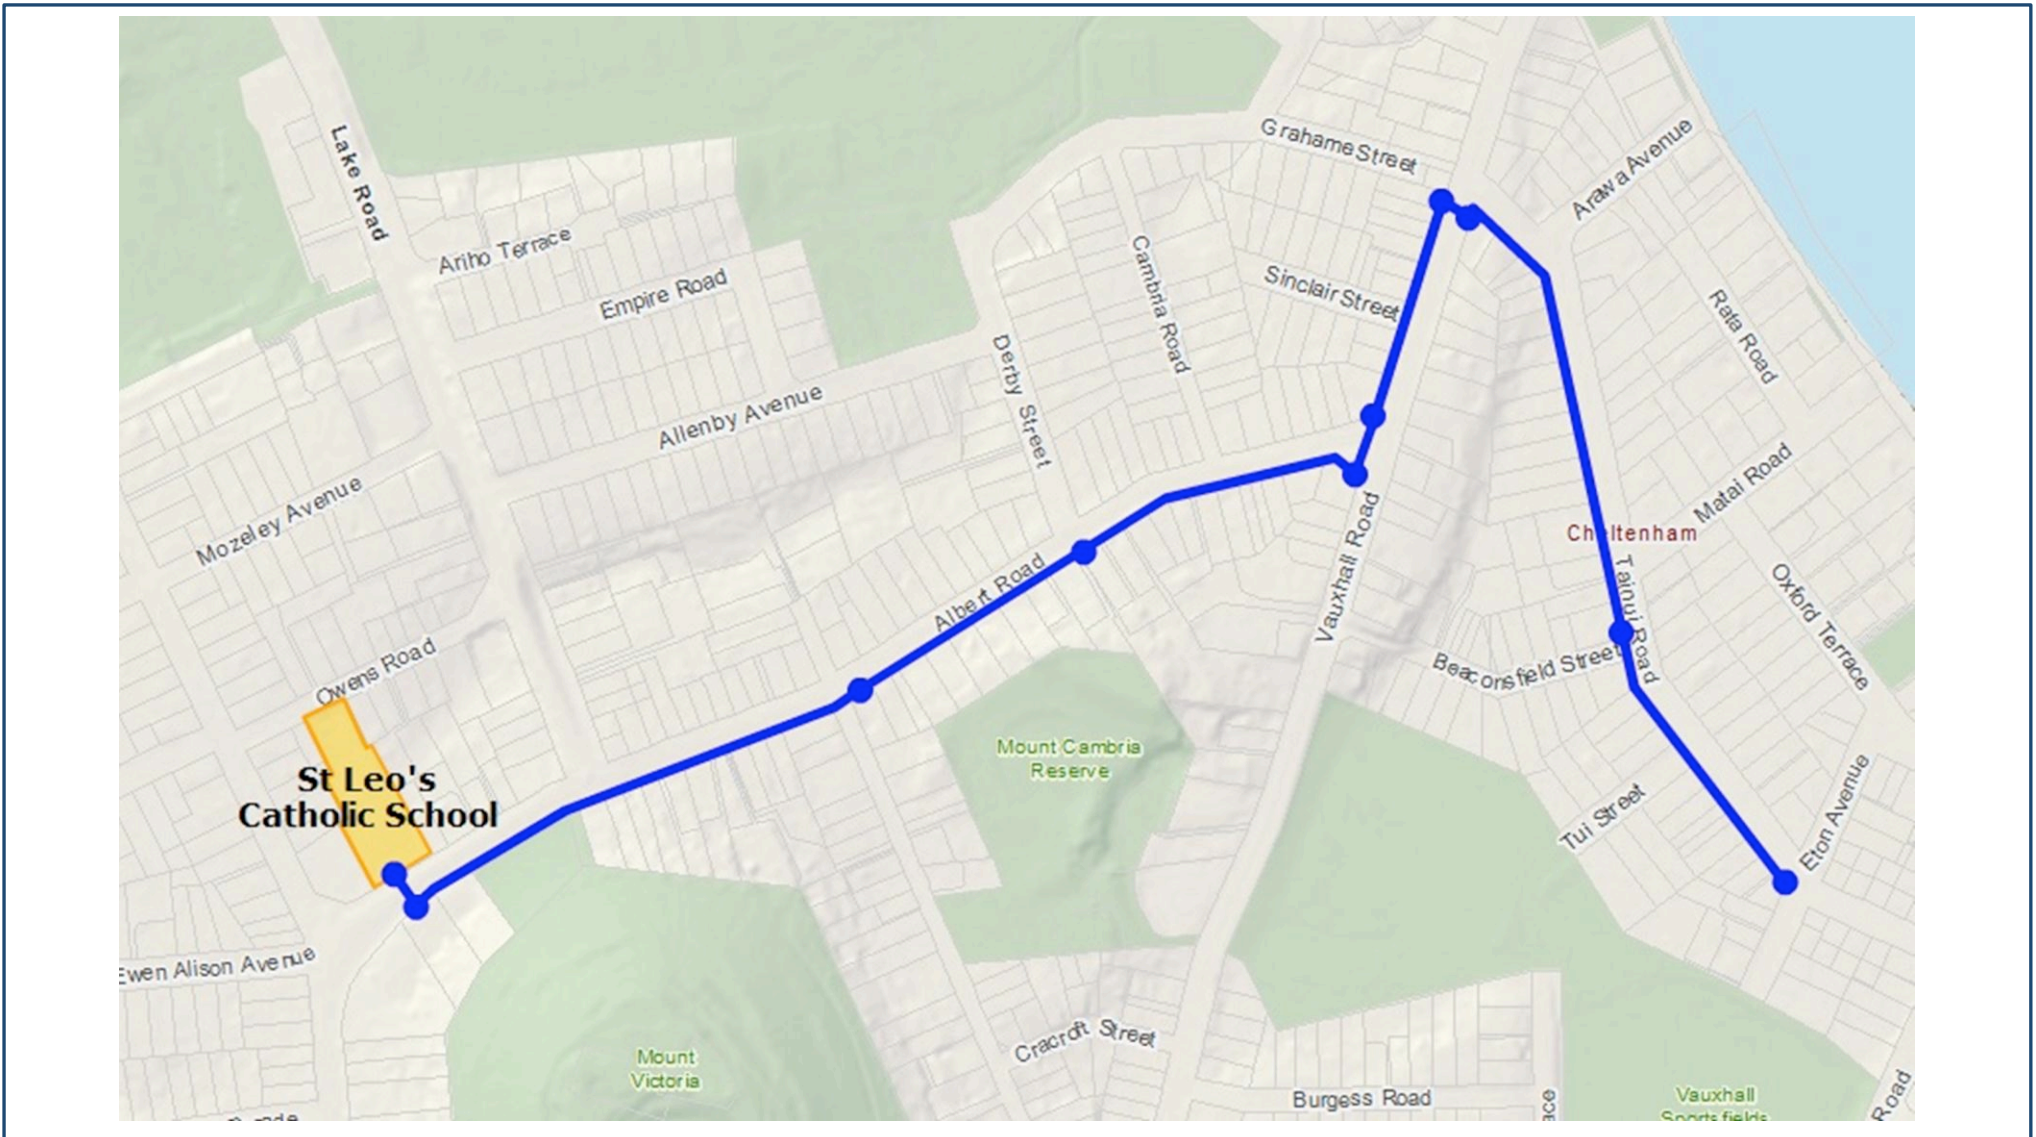 Lake Road
Grahame Street
Arawa Avenue
Ariho Terrace
Empire Road
Cambria Road
Sinclair Street
Rata Road
Derby Street
Allenby Avenue
Mozeley Avenue
Matai Road
Vauxhall Road
Cheltenham
Albert Road
Tainui Road
Oxford Terrace
Owens Road
Beaconsfield Street
Mount Cambria
Reserve
St Leo's
Catholic School
Tui Street
Eton Avenue
Ewen Alison Avenue
Cracroft Street
Mount
Victoria
Burgess Road
Vauxhall
Sportsfields
Road